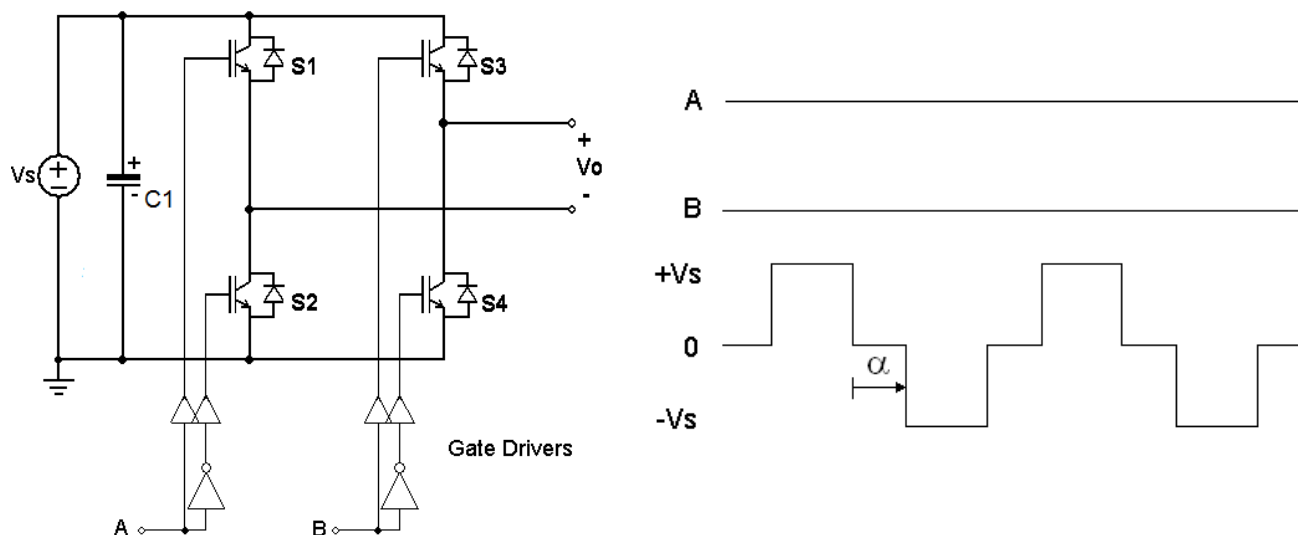 S1
S3
A
+
Vs
+
-
+
- C1
Vo
-
B
S2
S4
+Vs
0
α
-Vs
Gate Drivers
A
B